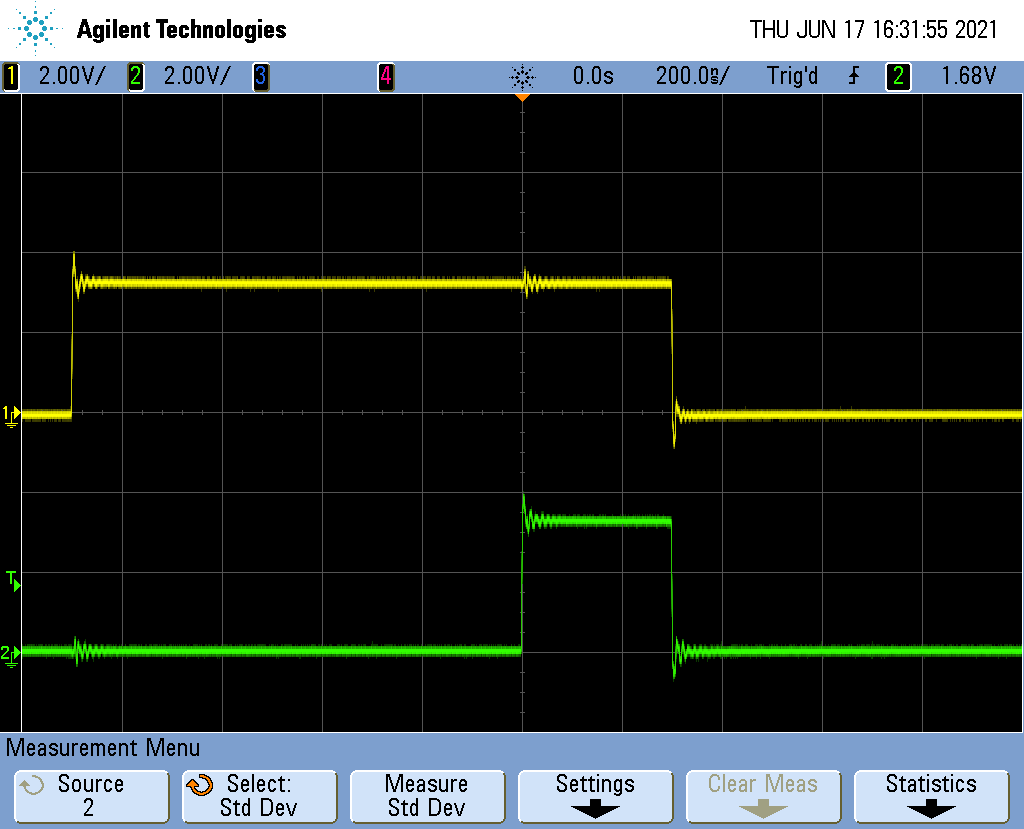 Agilent Technologies
THU JUN 17 16:31:55 2021
1 2.00V/ 2 2.00V/ 3 4 0.0s 200.0ns/ Trig'd 2 1.68V
1
T
2
Measurement Menu
Source
2
Select:
Std Dev
Measure
Std Dev
Settings
Clear Meas
Statistics